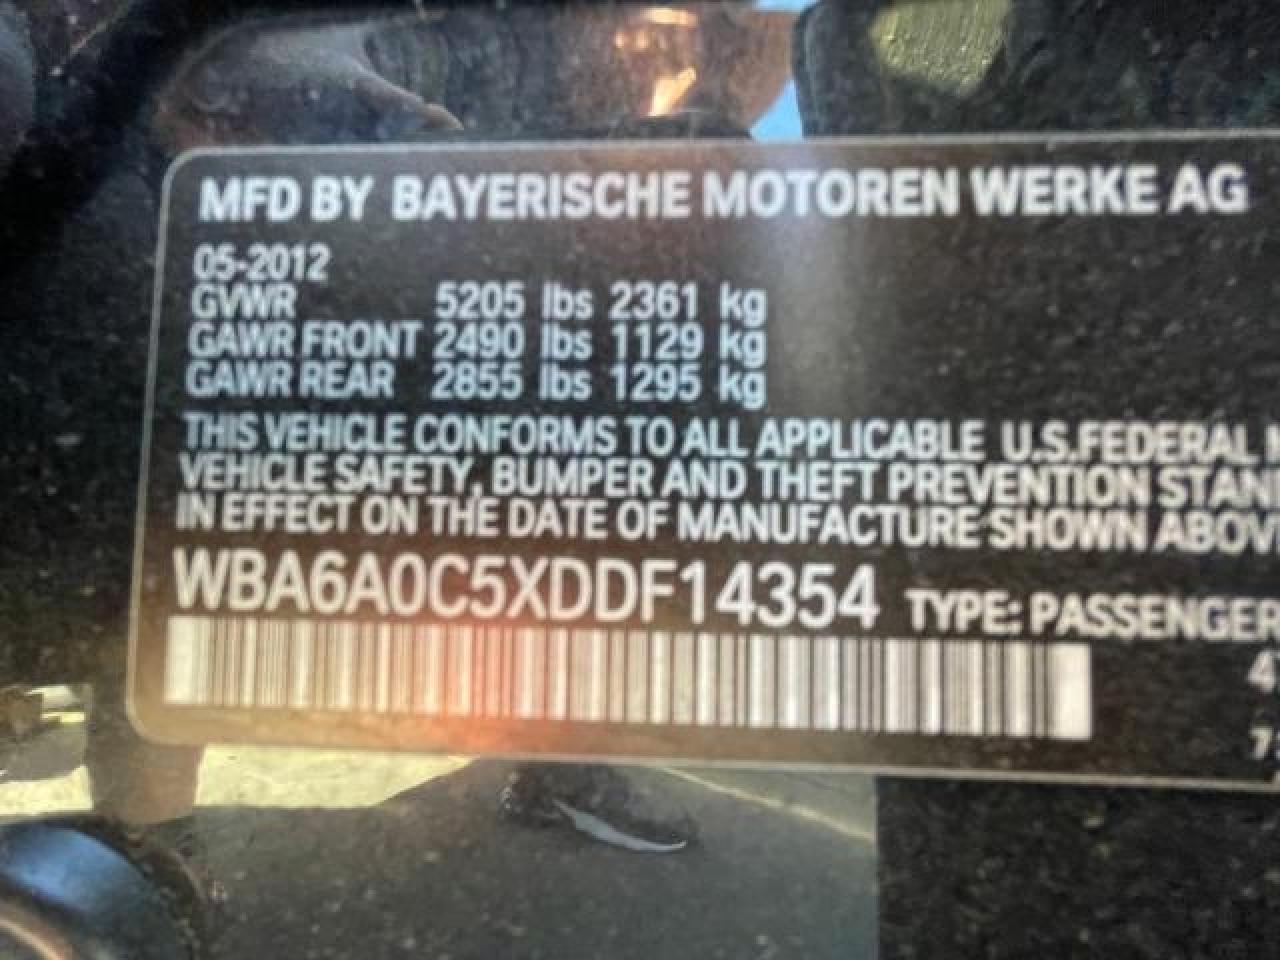 MFD BY BAYERISCHE MOTOREN WERKE AG
05-2012
GVWR 5205 lbs 2361 kg
GAWR FRONT 2490 lbs 1129 kg
GAWR REAR 2855 lbs 1295 kg
THIS VEHICLE CONFORMS TO ALL APPLICABLE U.S.FEDERAL
VEHICLE SAFETY, BUMPER AND THEFT PREVENTION STAN
IN EFFECT ON THE DATE OF MANUFACTURE SHOWN ABOV
WBA6A0C5XDDF14354 TYPE: PASSENGER